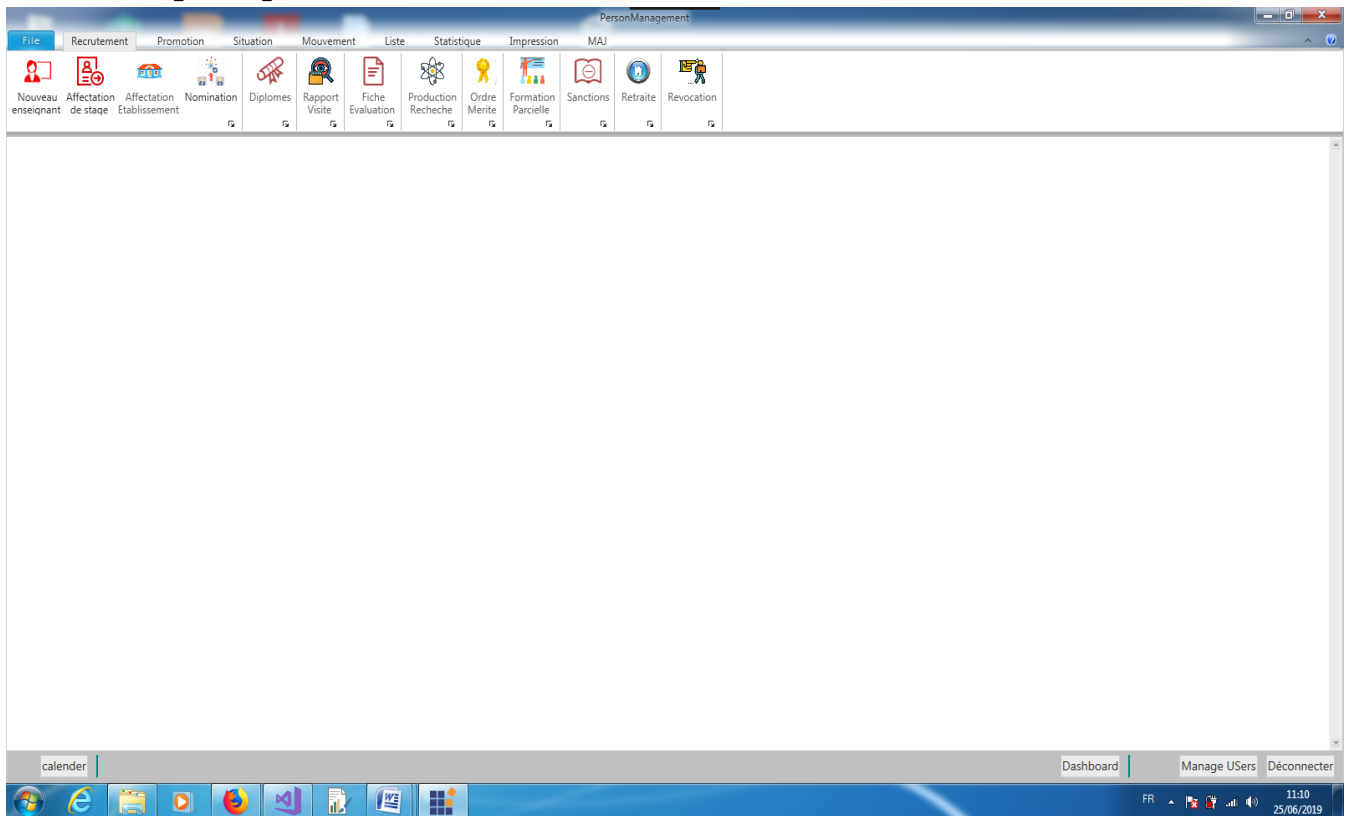 PersonManagement
File Recrutement Promotion Situation Mouvement Liste Statistique Impression MAJ
Nouveau enseignant
Affectation de stage
Affectation Etablissement
Nomination
Diplomes
Rapport Visite
Fiche Evaluation
Production Recheche
Ordre Merite
Formation Parcielle
Sanctions
Retraite
Revocation
calender Dashboard Manage USers Déconnecter
FR 11:10
25/06/2019